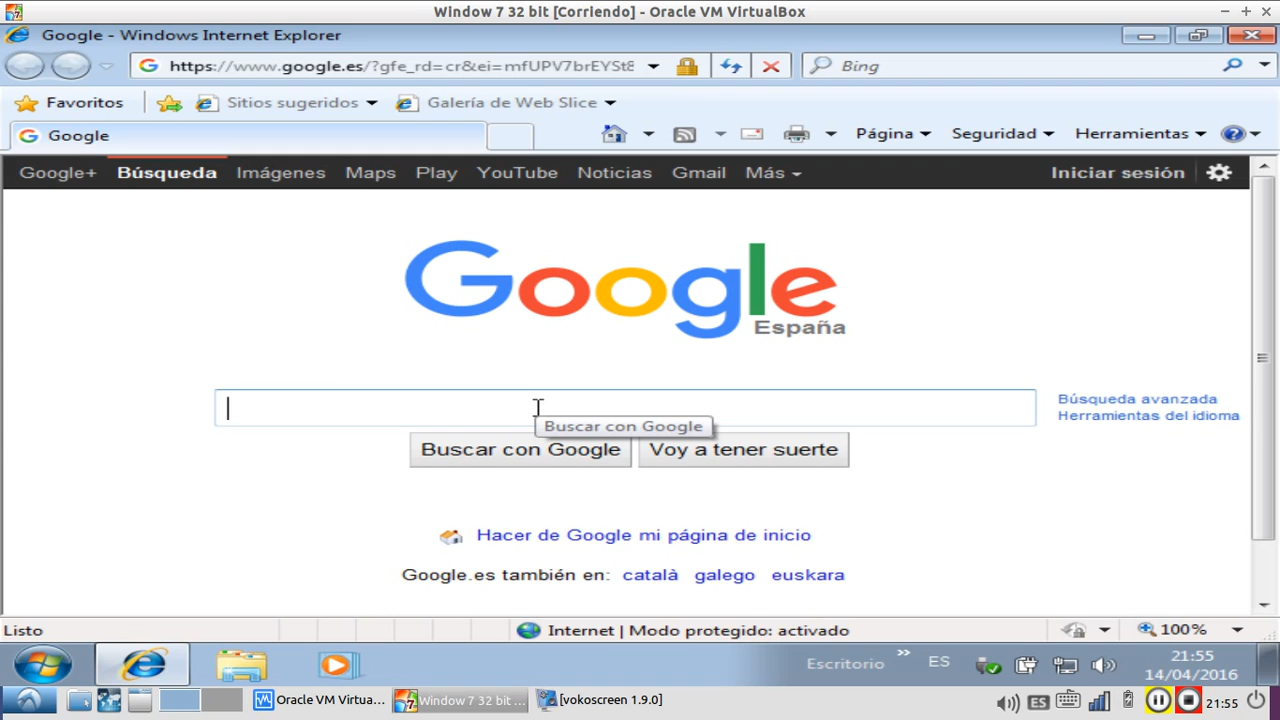 Window 7 32 bit [Corriendo] - Oracle VM VirtualBox
Google - Windows Internet Explorer
https://www.google.es/?gfe_rd=cr&ei=mfUPV7brEYSt8
Bing
Favoritos
Sitios sugeridos
Galería de Web Slice
Google
Página
Seguridad
Herramientas
Google+ Búsqueda Imágenes Maps Play YouTube Noticias Gmail Más
Iniciar sesión
Google
España
Búsqueda avanzada
Herramientas del idioma
Buscar con Google
Buscar con Google
Voy a tener suerte
Hacer de Google mi página de inicio
Google.es también en: català galego euskara
Listo
Internet | Modo protegido: activado
100%
Escritorio
ES
21:55
14/04/2016
Oracle VM Virtua...
Window 7 32 bit ...
[vokoscreen 1.9.0]
ES
21:55